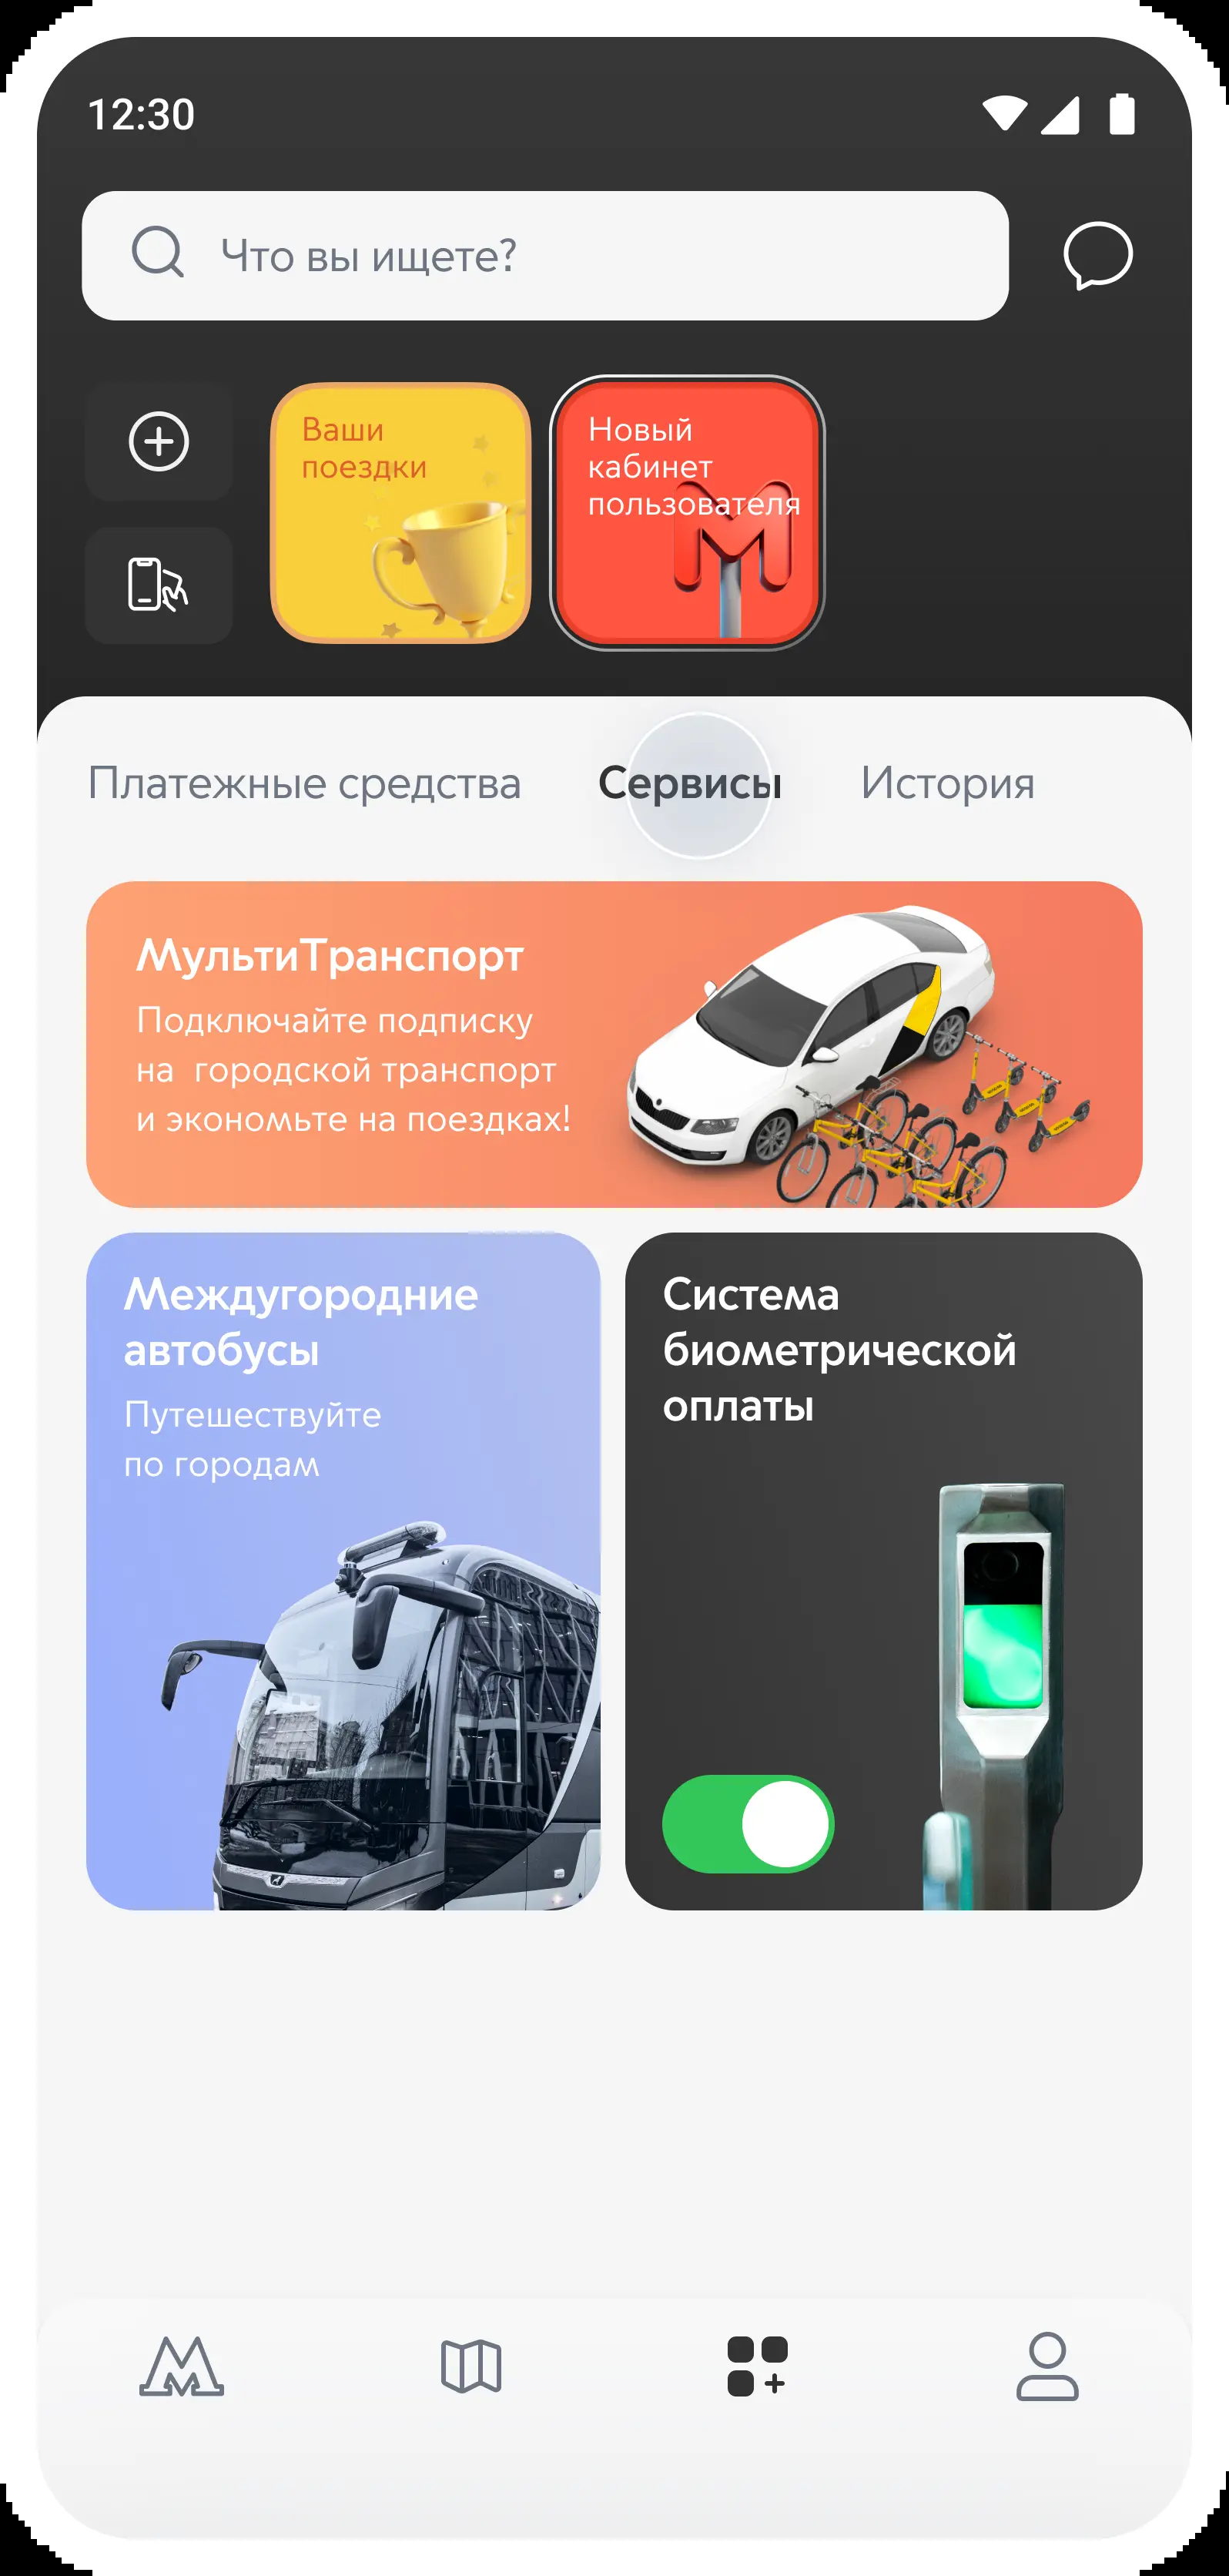 12:30
Что вы ищете?
Ваши
поездки
Новый
кабинет
пользователя
Платежные средства
Сервисы
История
МультиТранспорт
Подключайте подписку
на городской транспорт
и экономьте на поездках!
Междугородние
автобусы
Путешествуйте
по городам
Система
биометрической
оплаты